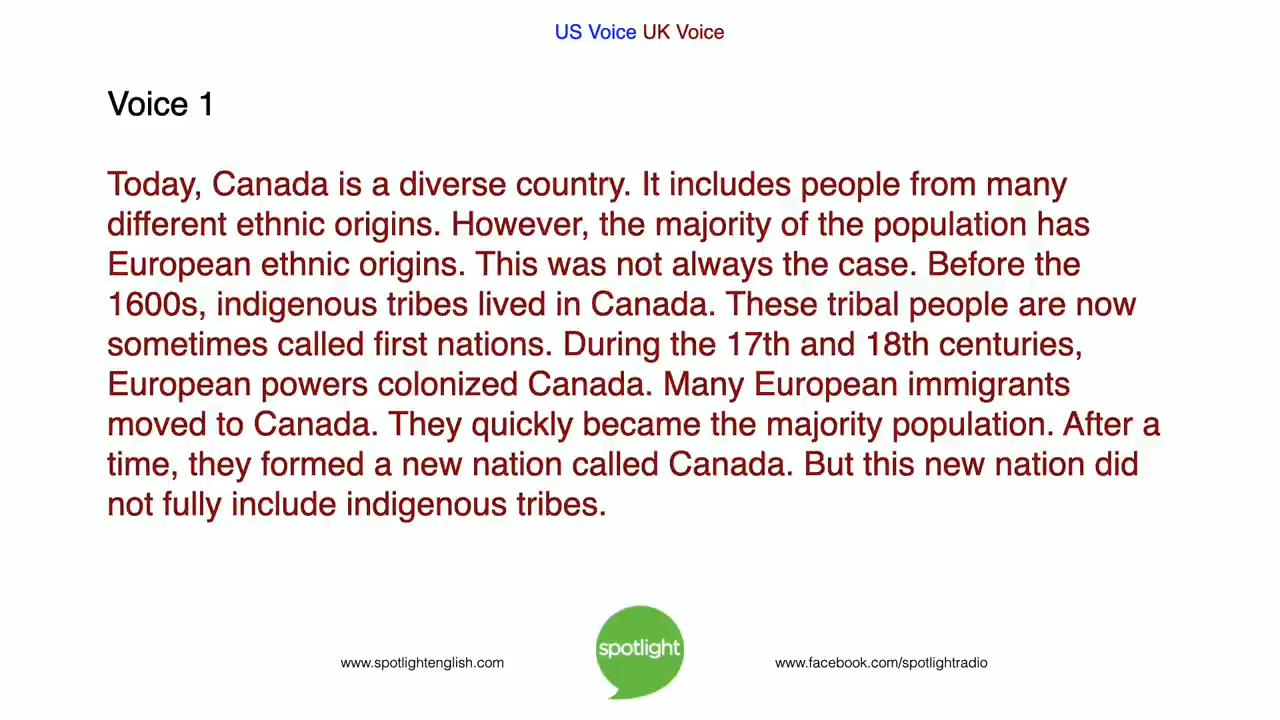 US Voice UK Voice
Voice 1
Today, Canada is a diverse country. It includes people from many
different ethnic origins. However, the majority of the population has
European ethnic origins. This was not always the case. Before the
1600s, indigenous tribes lived in Canada. These tribal people are now
sometimes called first nations. During the 17th and 18th centuries,
European powers colonized Canada. Many European immigrants
moved to Canada. They quickly became the majority population. After a
time, they formed a new nation called Canada. But this new nation did
not fully include indigenous tribes.
spotlight
www.spotlightenglish.com
www.facebook.com/spotlightradio